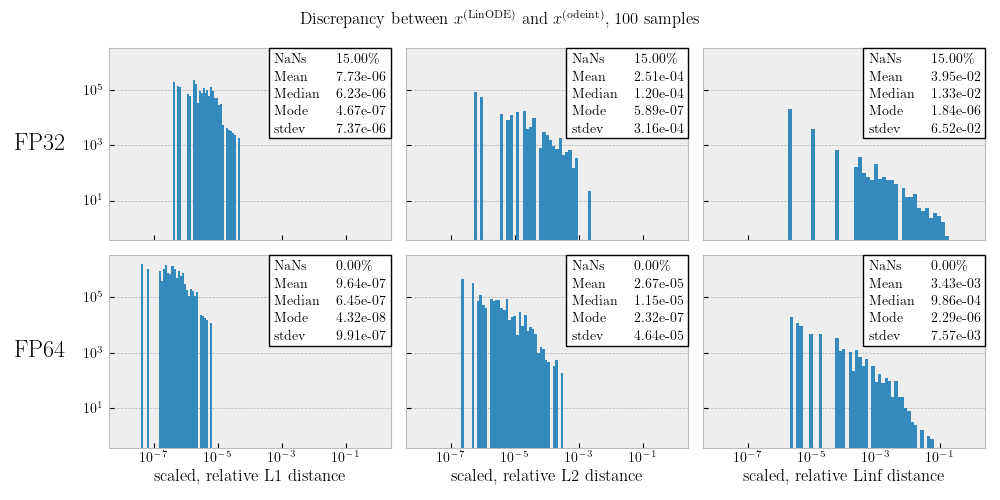 Discrepancy between x^(LinODE) and x^(odeint), 100 samples
FP32
10^5
10^3
10^1
NaNs 15.00%
Mean 7.73e-06
Median 6.23e-06
Mode 4.67e-07
stdev 7.37e-06
NaNs 15.00%
Mean 2.51e-04
Median 1.20e-04
Mode 5.89e-07
stdev 3.16e-04
NaNs 15.00%
Mean 3.95e-02
Median 1.33e-02
Mode 1.84e-06
stdev 6.52e-02
FP64
10^5
10^3
10^1
NaNs 0.00%
Mean 9.64e-07
Median 6.45e-07
Mode 4.32e-08
stdev 9.91e-07
NaNs 0.00%
Mean 2.67e-05
Median 1.15e-05
Mode 2.32e-07
stdev 4.64e-05
NaNs 0.00%
Mean 3.43e-03
Median 9.86e-04
Mode 2.29e-06
stdev 7.57e-03
10^-7 10^-5 10^-3 10^-1
scaled, relative L1 distance
10^-7 10^-5 10^-3 10^-1
scaled, relative L2 distance
10^-7 10^-5 10^-3 10^-1
scaled, relative Linf distance